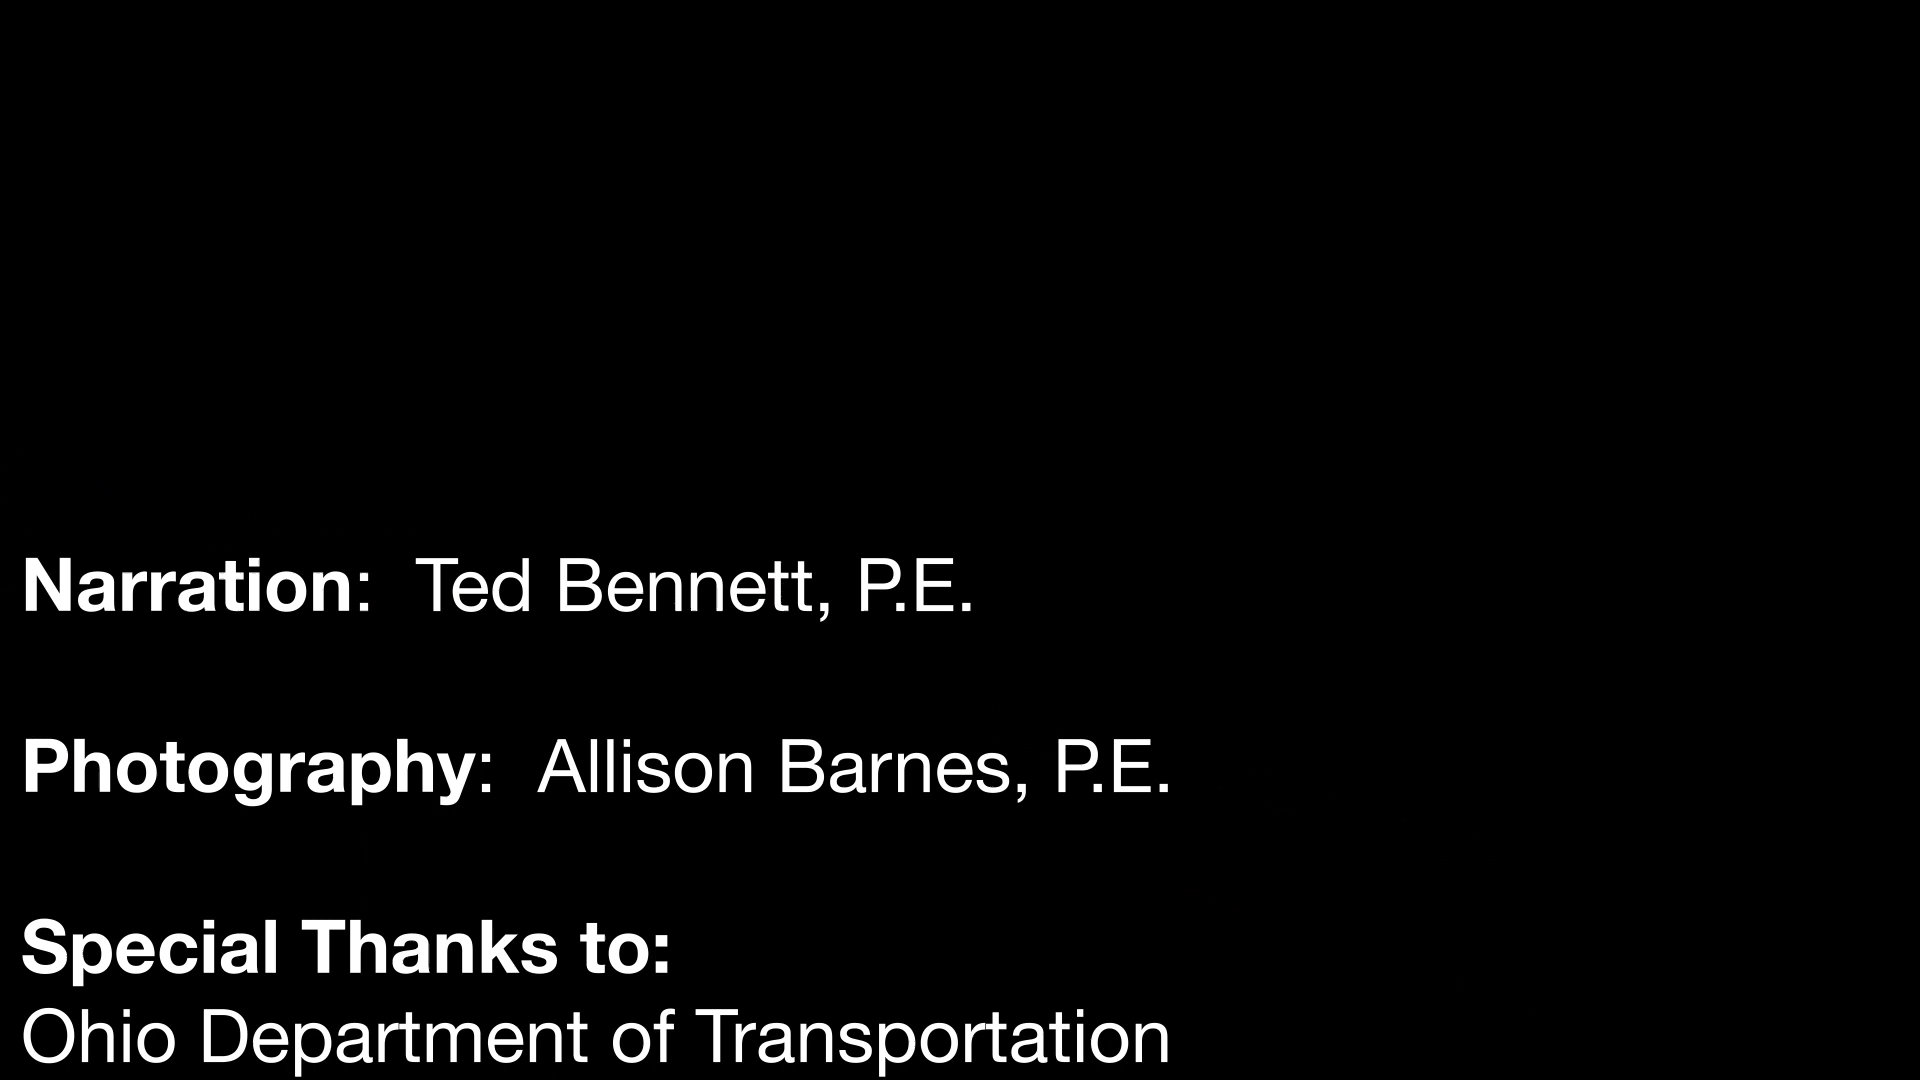 Narration:  Ted Bennett, P.E.
Photography:  Allison Barnes, P.E.
Special Thanks to:
Ohio Department of Transportation